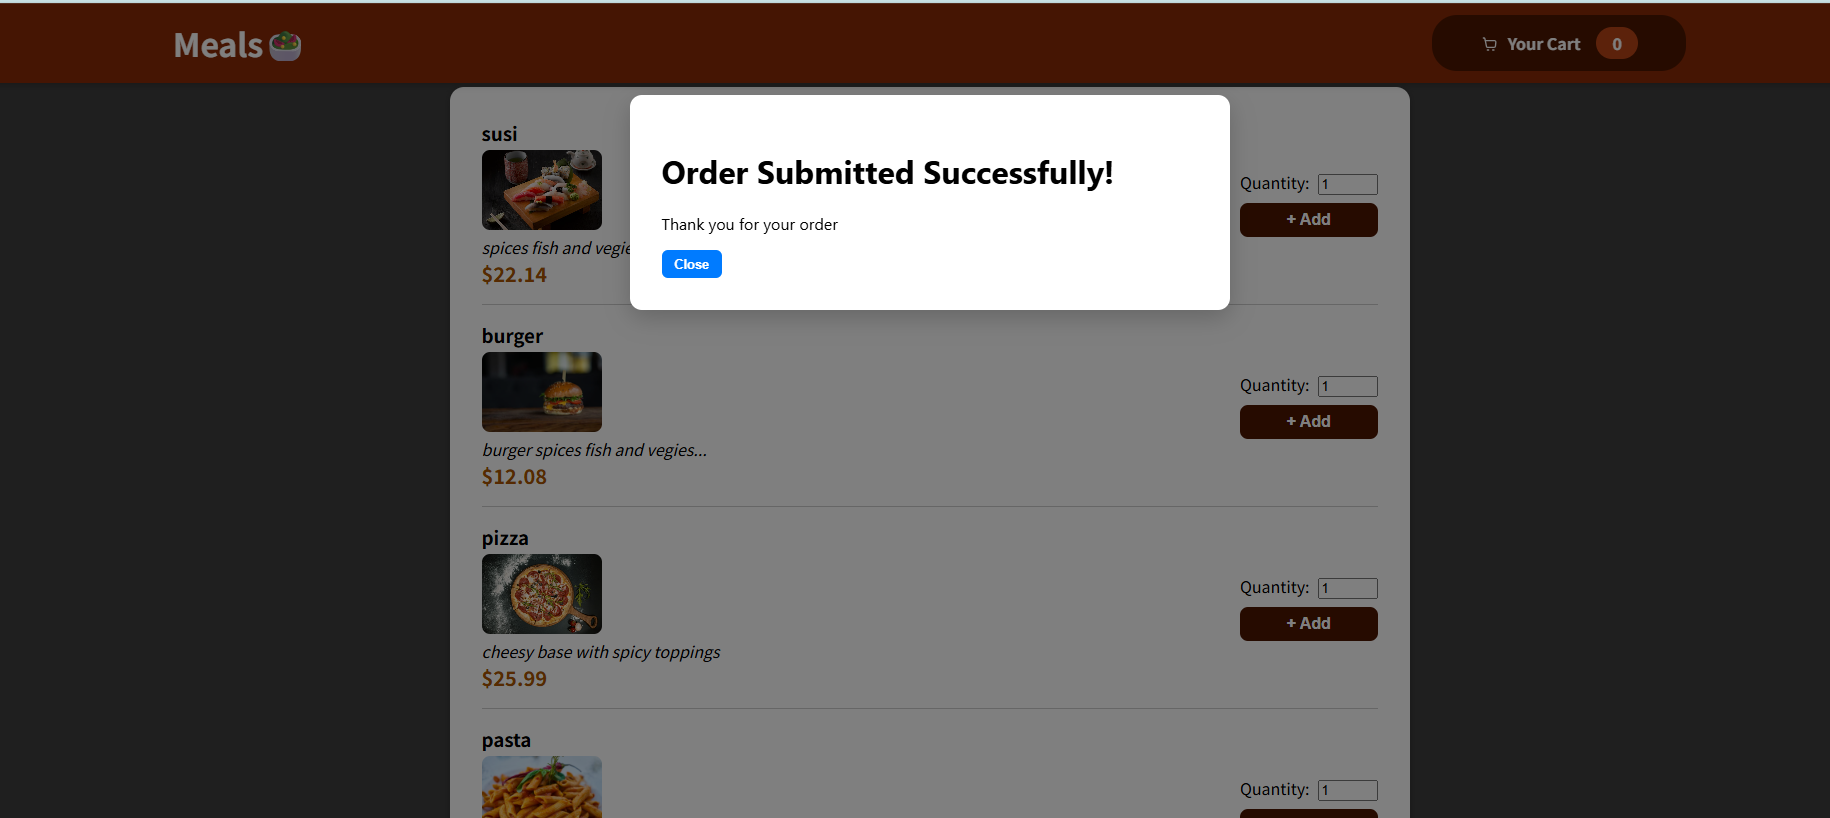 Meals
Your Cart 0
Order Submitted Successfully!
Thank you for your order
Close
susi
spices fish and vegie
$22.14
Quantity: 1
+ Add
burger
burger spices fish and vegies...
$12.08
Quantity: 1
+ Add
pizza
cheesy base with spicy toppings
$25.99
Quantity: 1
+ Add
pasta
Quantity: 1